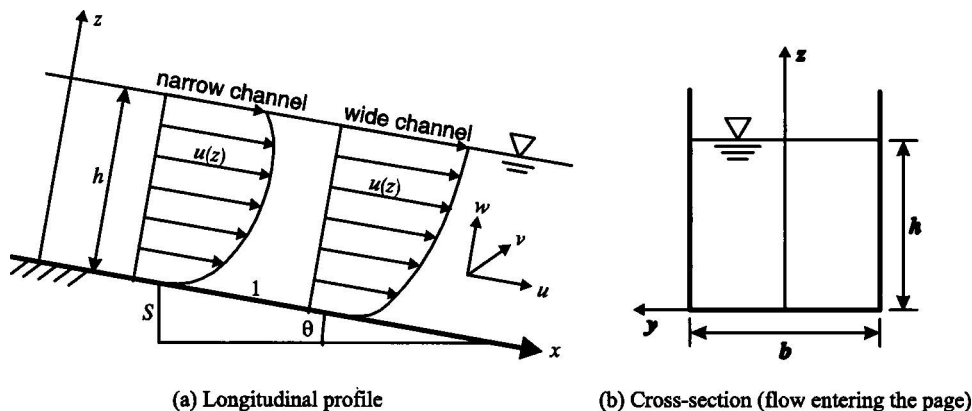 z
narrow channel
wide channel
u(z)
h
u(z)
w
v
u
1
S
θ
x
(a) Longitudinal profile
z
h
y
b
(b) Cross-section (flow entering the page)